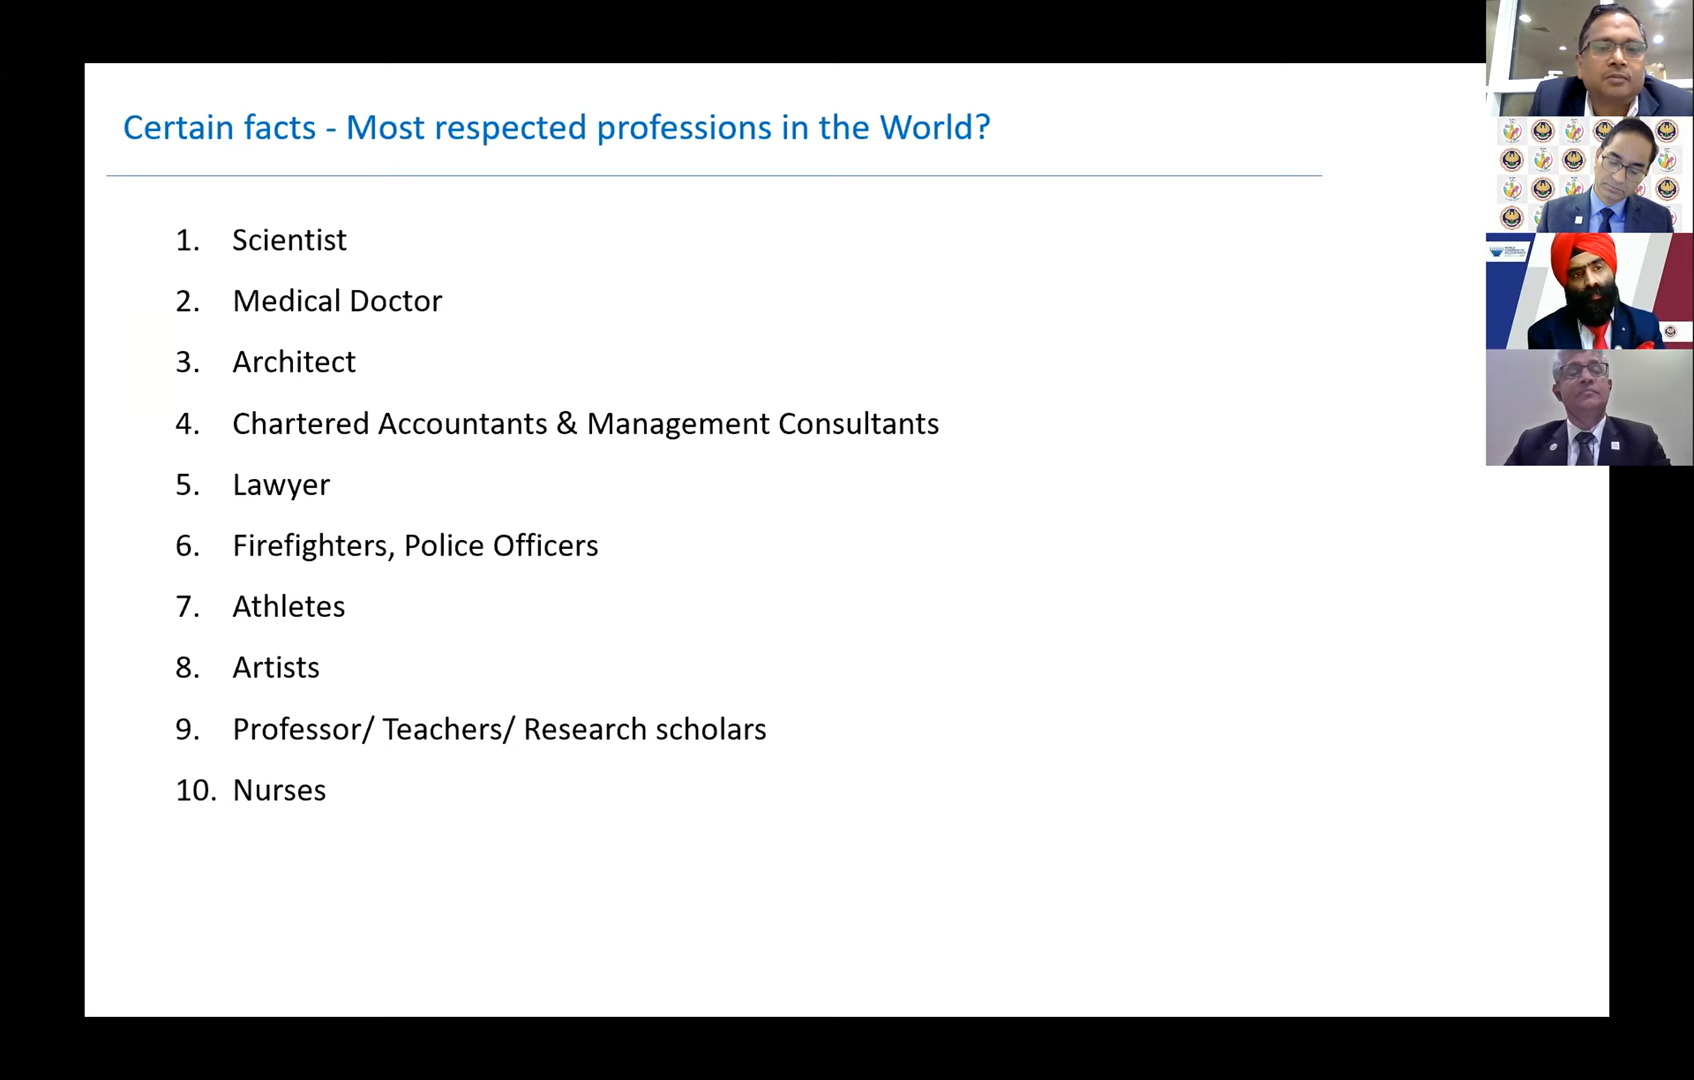 Certain facts - Most respected professions in the World?
1. Scientist
2. Medical Doctor
3. Architect
4. Chartered Accountants & Management Consultants
5. Lawyer
6. Firefighters, Police Officers
7. Athletes
8. Artists
9. Professor/ Teachers/ Research scholars
10. Nurses